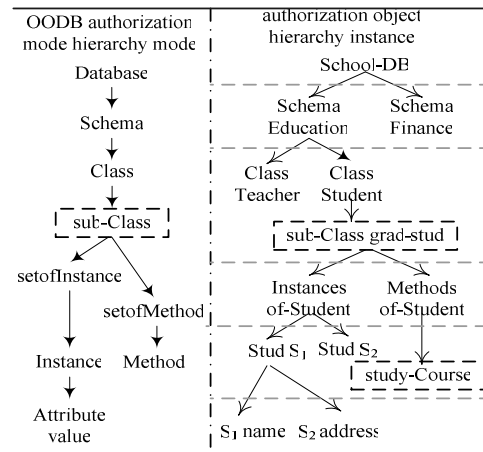 OODB authorization
mode hierarchy mode
Database
Schema
Class
sub-Class
setofInstance
setofMethod
Instance
Method
Attribute
value
authorization object
hierarchy instance
School-DB
Schema
Education
Schema
Finance
Class
Teacher
Class
Student
sub-Class grad-stud
Instances
of-Student
Methods
of-Student
Stud S1
Stud S2
study-Course
S1 name
S2 address